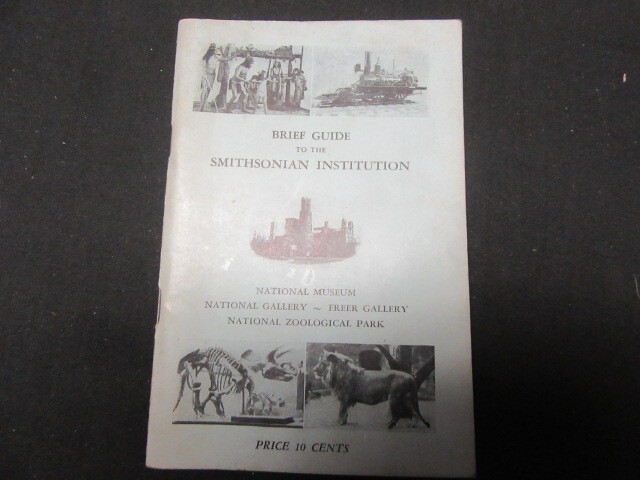 BRIEF GUIDE
TO THE
SMITHSONIAN INSTITUTION
NATIONAL MUSEUM
NATIONAL GALLERY ~ FREER GALLERY
NATIONAL ZOOLOGICAL PARK
PRICE 10 CENTS